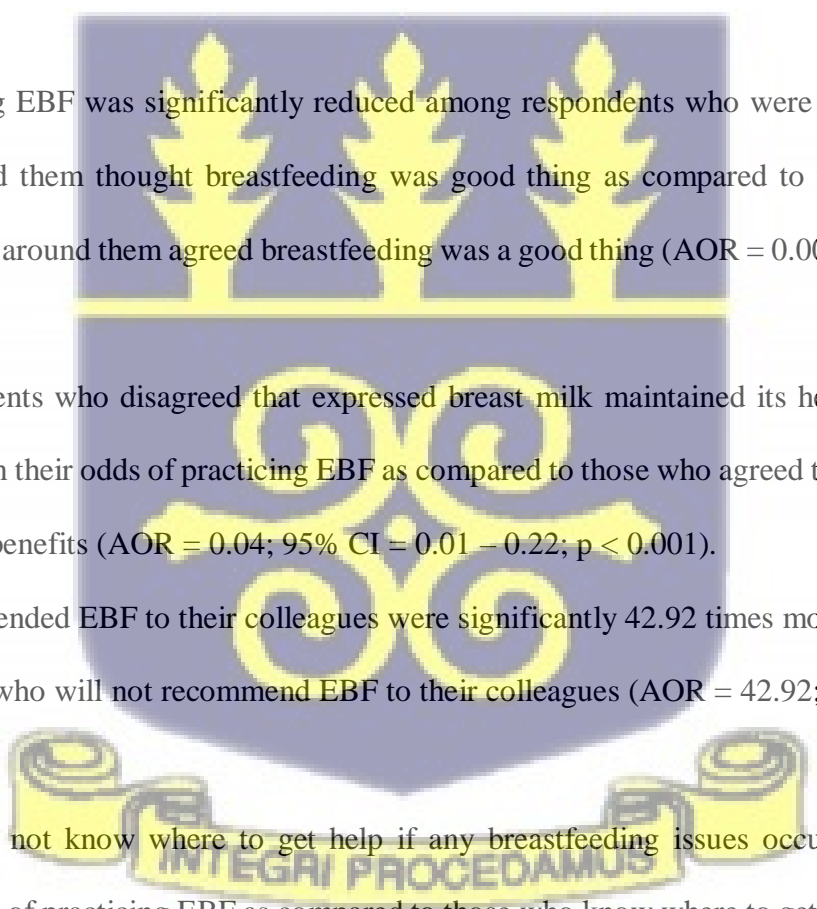 EBF was significantly reduced among respondents who were
them thought breastfeeding was good thing as compared to
around them agreed breastfeeding was a good thing (AOR = 0.00
who disagreed that expressed breast milk maintained its
their odds of practicing EBF as compared to those who agreed
benefits (AOR = 0.04; 95% CI = 0.01 – 0.22; p < 0.001).
EBF to their colleagues were significantly 42.92 times
who will not recommend EBF to their colleagues (AOR = 42.92;
not know where to get help if any breastfeeding issues
INTEGRI PROCEDAMUS
of practicing EBF as compared to those who know where to get